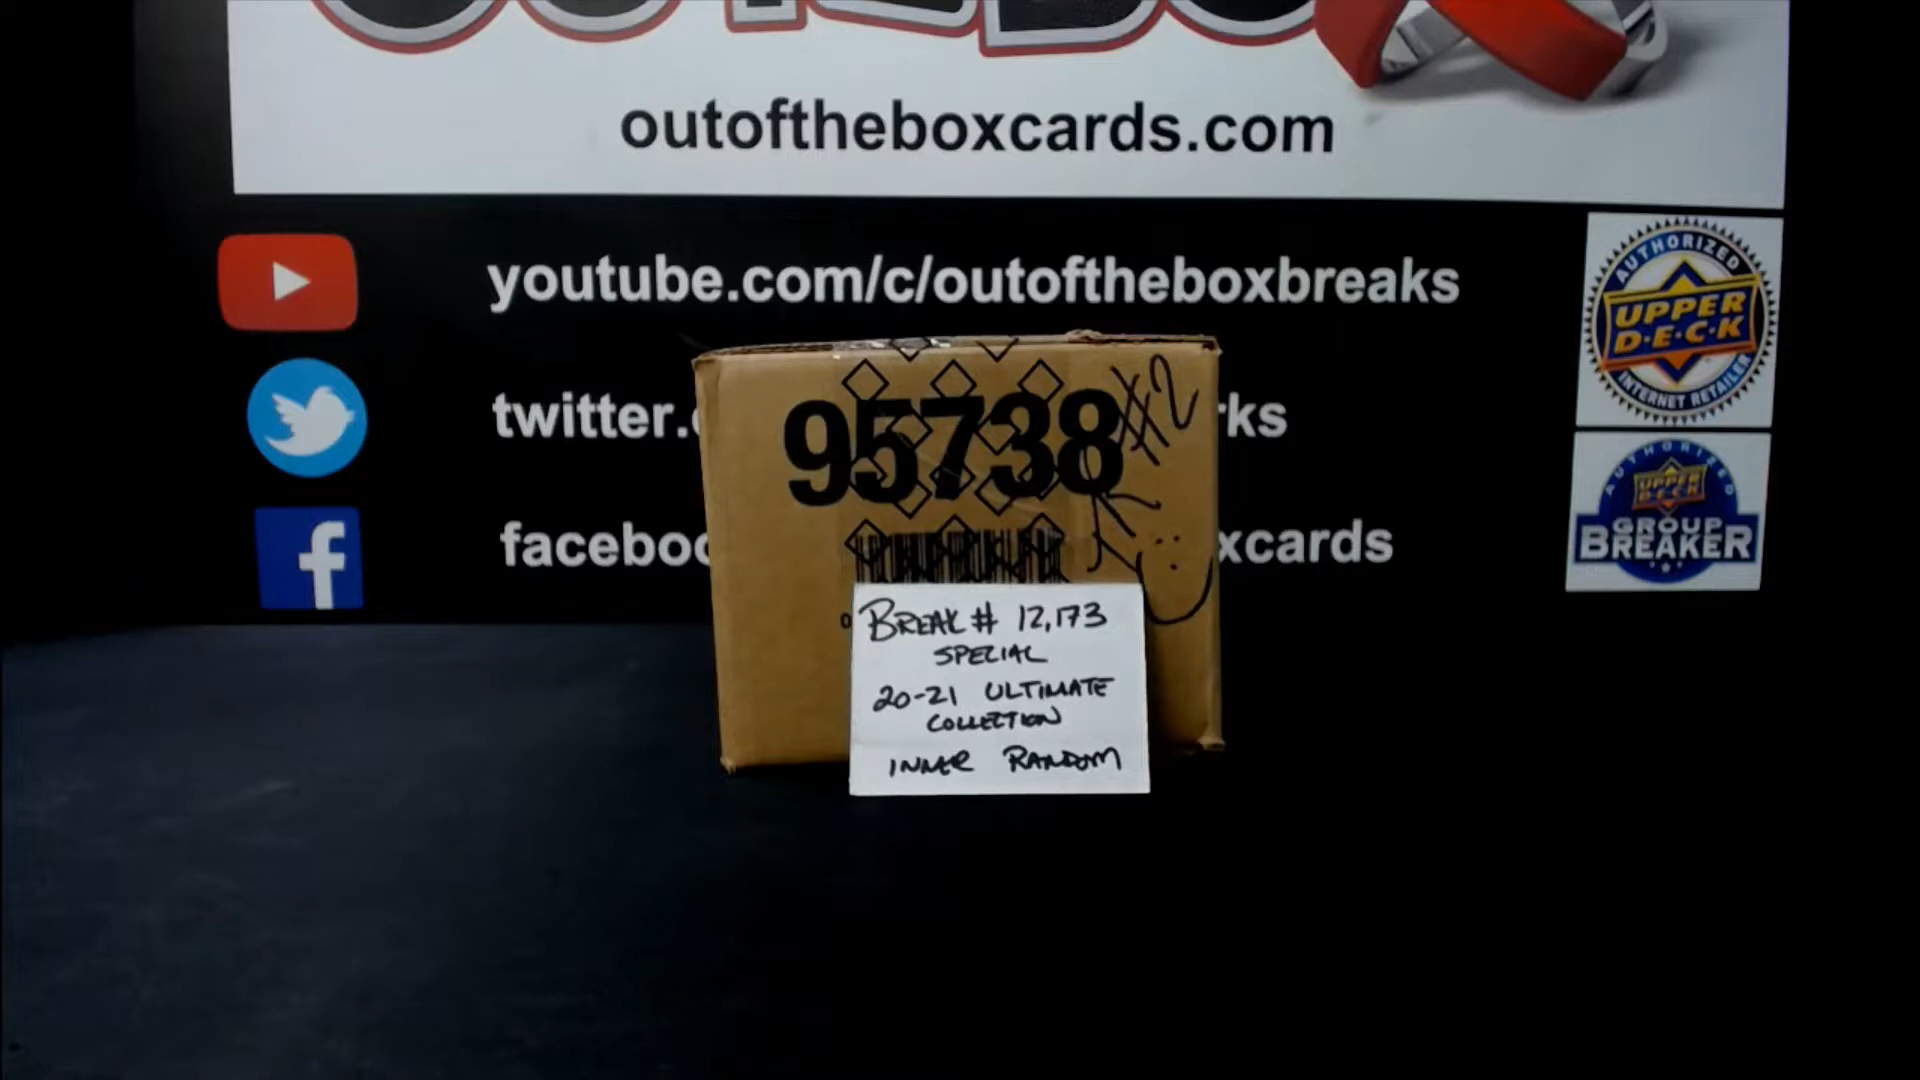 outoftheboxcards.com
youtube.com/c/outoftheboxbreaks
twitter.
rks
faceboo
xcards
AUTHORIZED
UPPER
D·E·C·K
INTERNET RETAILER
AUTHORIZED
UPPER
DECK
GROUP
BREAKER
95738
#2
BREAK # 12,173
SPECIAL
20-21 ULTIMATE
COLLECTION
INNER RANDOM